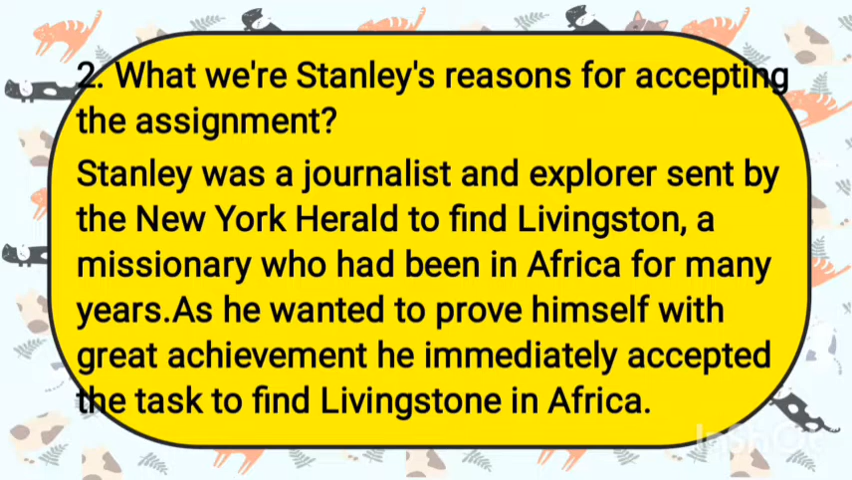 2. What we're Stanley's reasons for accepting
the assignment?
Stanley was a journalist and explorer sent by
the New York Herald to find Livingston, a
missionary who had been in Africa for many
years.As he wanted to prove himself with
great achievement he immediately accepted
the task to find Livingstone in Africa.
InShOt